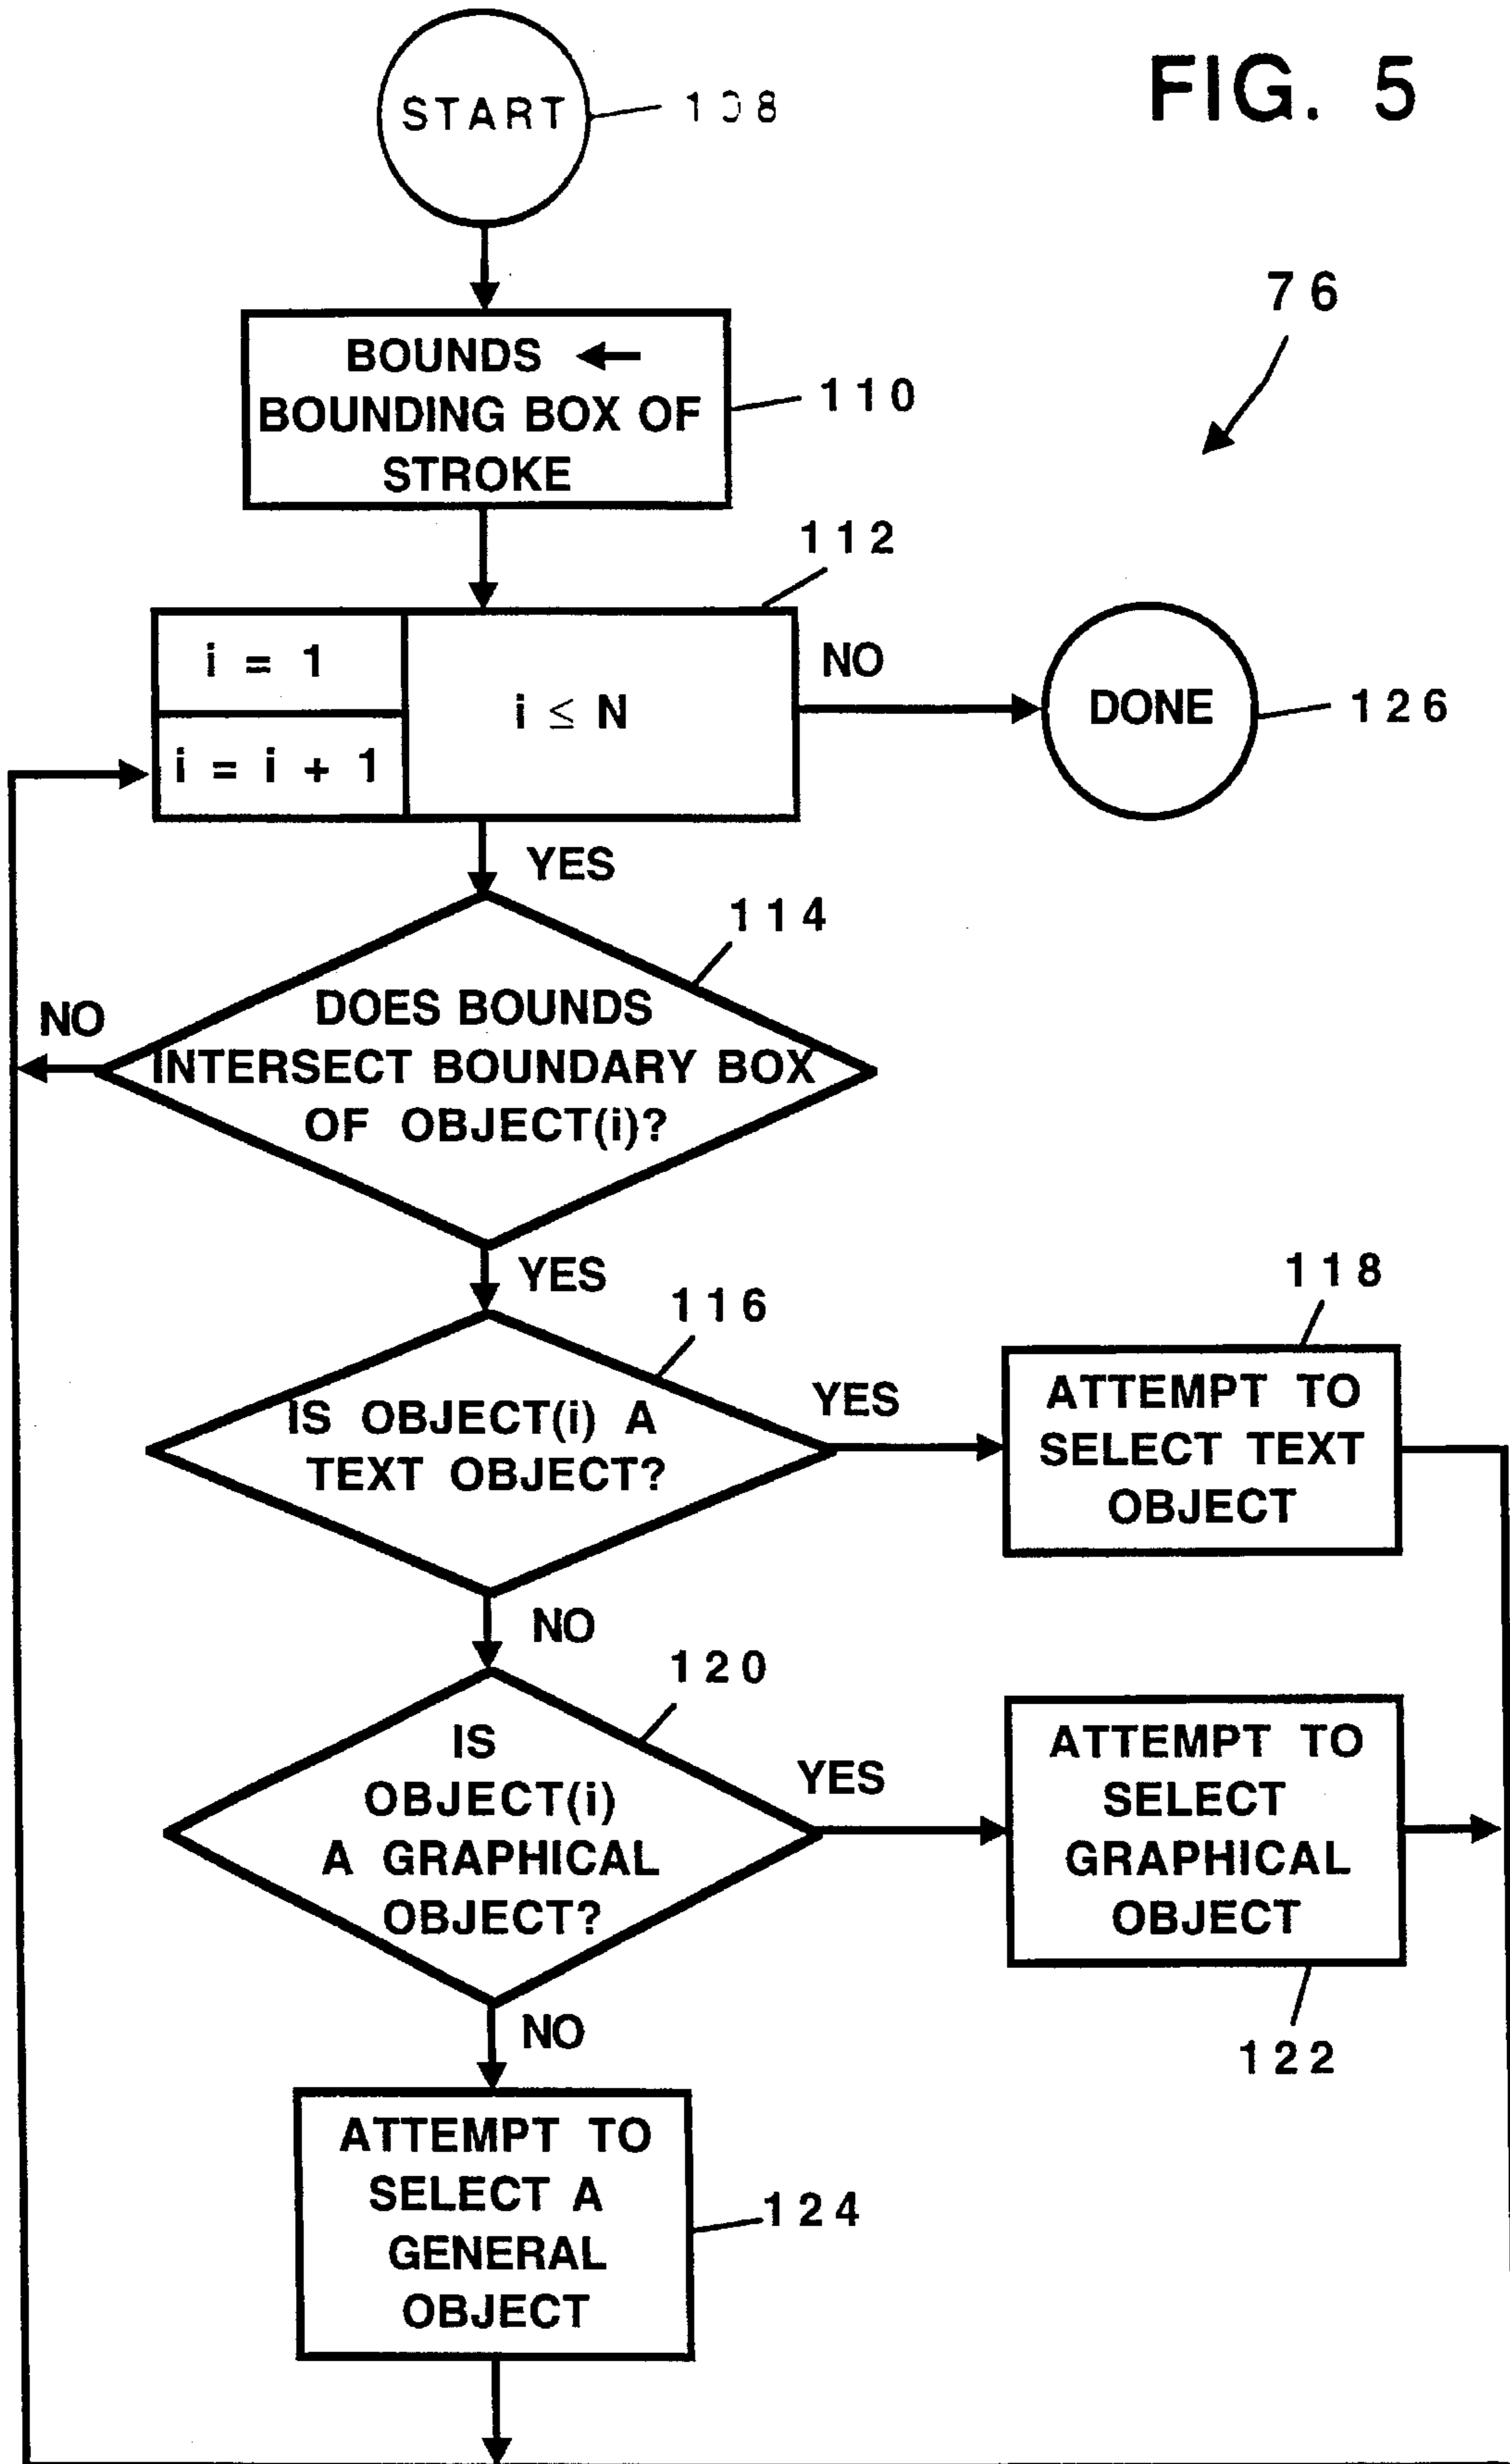 FIG. 5
START
108
76
BOUNDS ←
BOUNDING BOX OF
STROKE
110
112
i = 1
i = i + 1
i ≤ N
NO
DONE
126
YES
114
DOES BOUNDS
INTERSECT BOUNDARY BOX
OF OBJECT(i)?
NO
YES
116
IS OBJECT(i) A
TEXT OBJECT?
YES
118
ATTEMPT TO
SELECT TEXT
OBJECT
NO
120
IS
OBJECT(i)
A GRAPHICAL
OBJECT?
YES
ATTEMPT TO
SELECT
GRAPHICAL
OBJECT
122
NO
ATTEMPT TO
SELECT A
GENERAL
OBJECT
124